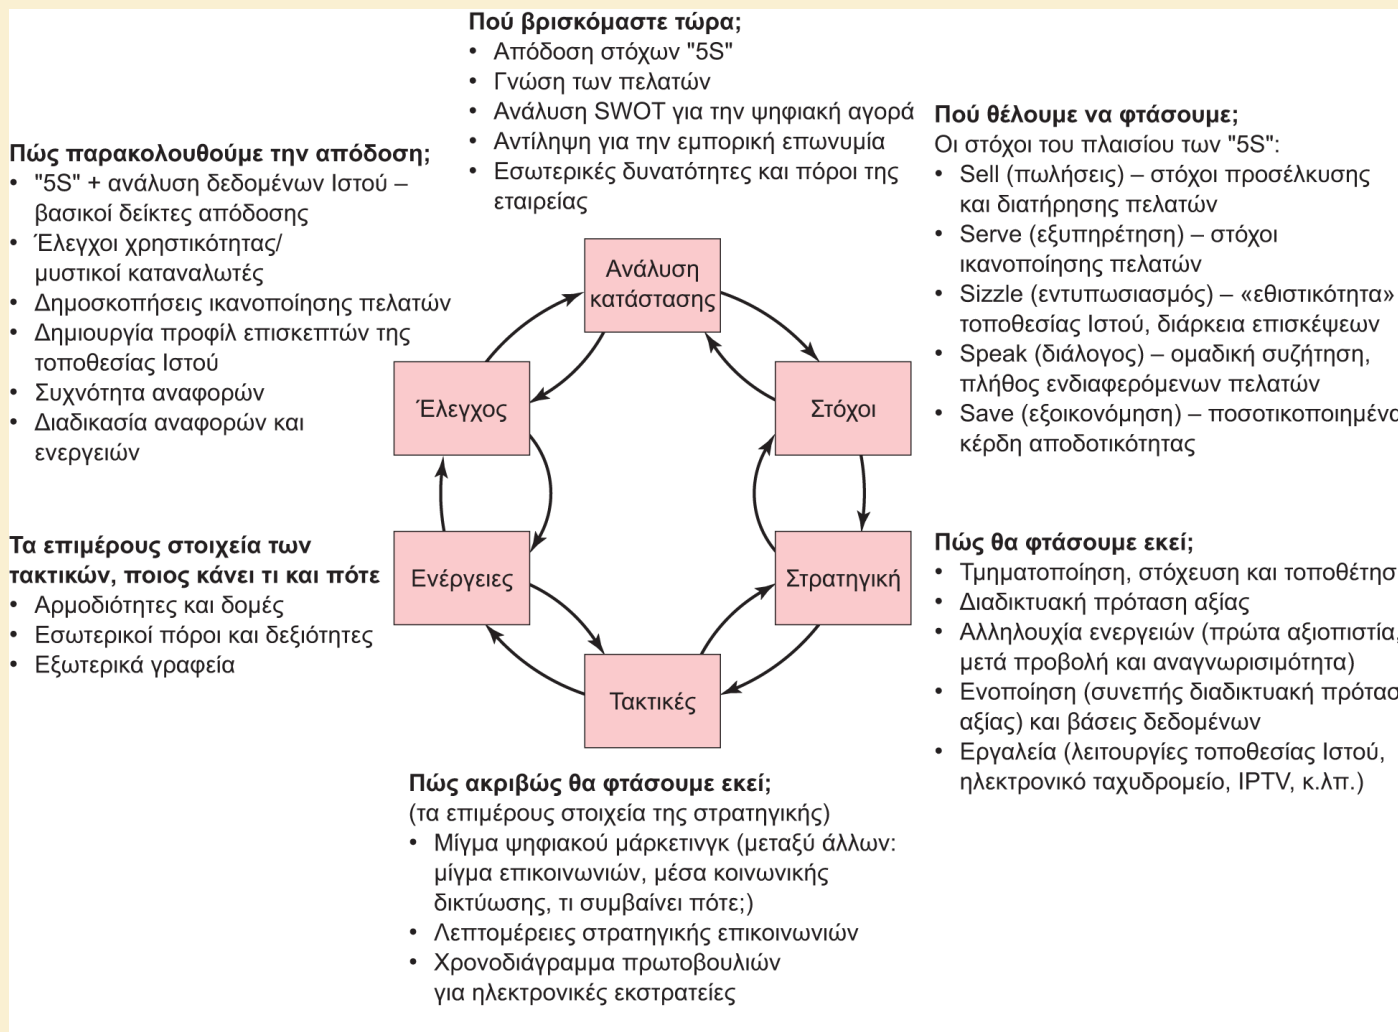 Πού βρισκόμαστε τώρα;
• Απόδοση στόχων "5S"
• Γνώση των πελατών
• Ανάλυση SWOT για την ψηφιακή αγορά
• Αντίληψη για την εμπορική επωνυμία
• Εσωτερικές δυνατότητες και πόροι της
εταιρείας
Πού θέλουμε να φτάσουμε;
Οι στόχοι του πλαισίου των "5S":
• Sell (πωλήσεις) – στόχοι προσέλκυσης
και διατήρησης πελατών
• Serve (εξυπηρέτηση) – στόχοι
ικανοποίησης πελατών
• Sizzle (εντυπωσιασμός) – «εθιστικότητα»
τοποθεσίας Ιστού, διάρκεια επισκέψεων
• Speak (διάλογος) – ομαδική συζήτηση,
πλήθος ενδιαφερόμενων πελατών
• Save (εξοικονόμηση) – ποσοτικοποιημένα
κέρδη αποδοτικότητας
Πώς παρακολουθούμε την απόδοση;
• "5S" + ανάλυση δεδομένων Ιστού –
βασικοί δείκτες απόδοσης
• Έλεγχοι χρηστικότητας/
μυστικοί καταναλωτές
• Δημοσκοπήσεις ικανοποίησης πελατών
• Δημιουργία προφίλ επισκεπτών της
τοποθεσίας Ιστού
• Συχνότητα αναφορών
• Διαδικασία αναφορών και
ενεργειών
Ανάλυση
κατάστασης
Έλεγχος
Στόχοι
Ενέργειες
Στρατηγική
Τακτικές
Τα επιμέρους στοιχεία των
τακτικών, ποιος κάνει τι και πότε
• Αρμοδιότητες και δομές
• Εσωτερικοί πόροι και δεξιότητες
• Εξωτερικά γραφεία
Πώς θα φτάσουμε εκεί;
• Τμηματοποίηση, στόχευση και τοποθέτησ
• Διαδικτυακή πρόταση αξίας
• Αλληλουχία ενεργειών (πρώτα αξιοπιστία,
μετά προβολή και αναγνωρισιμότητα)
• Ενοποίηση (συνεπής διαδικτυακή πρότασ
αξίας) και βάσεις δεδομένων
• Εργαλεία (λειτουργίες τοποθεσίας Ιστού,
ηλεκτρονικό ταχυδρομείο, IPTV, κ.λπ.)
Πώς ακριβώς θα φτάσουμε εκεί;
(τα επιμέρους στοιχεία της στρατηγικής)
• Μίγμα ψηφιακού μάρκετινγκ (μεταξύ άλλων:
μίγμα επικοινωνιών, μέσα κοινωνικής
δικτύωσης, τι συμβαίνει πότε;)
• Λεπτομέρειες στρατηγικής επικοινωνιών
• Χρονοδιάγραμμα πρωτοβουλιών
για ηλεκτρονικές εκστρατείες